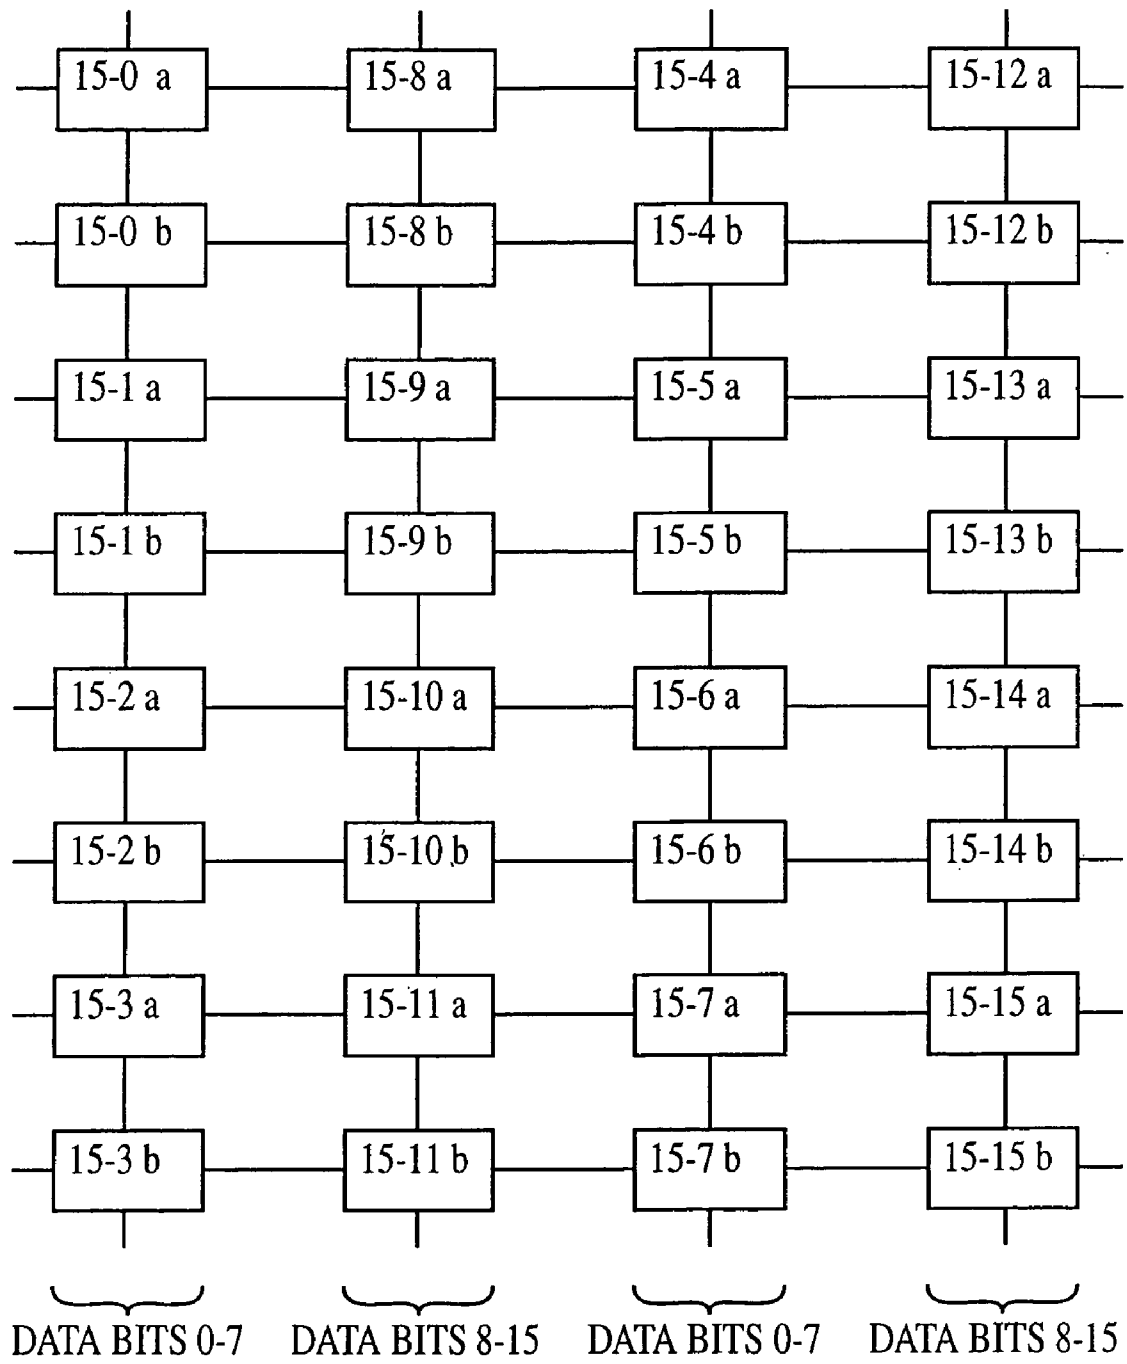 15-0 a 15-8 a 15-4 a 15-12 a
15-0 b 15-8 b 15-4 b 15-12 b
15-1 a 15-9 a 15-5 a 15-13 a
15-1 b 15-9 b 15-5 b 15-13 b
15-2 a 15-10 a 15-6 a 15-14 a
15-2 b 15-10 b 15-6 b 15-14 b
15-3 a 15-11 a 15-7 a 15-15 a
15-3 b 15-11 b 15-7 b 15-15 b
DATA BITS 0-7 DATA BITS 8-15 DATA BITS 0-7 DATA BITS 8-15